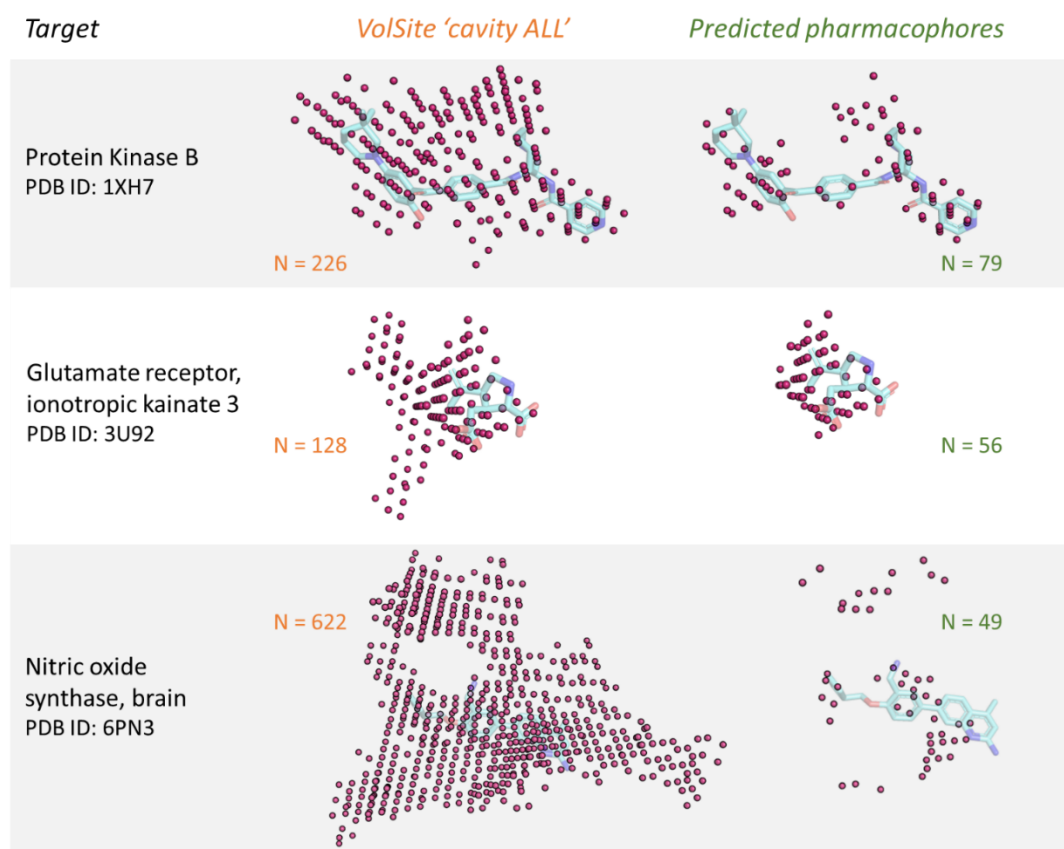 Target
VolSite ‘cavity ALL’
Predicted pharmacophores
Protein Kinase B
PDB ID: 1XH7
N = 226
N = 79
Glutamate receptor,
ionotropic kainate 3
PDB ID: 3U92
N = 128
N = 56
Nitric oxide
synthase, brain
PDB ID: 6PN3
N = 622
N = 49